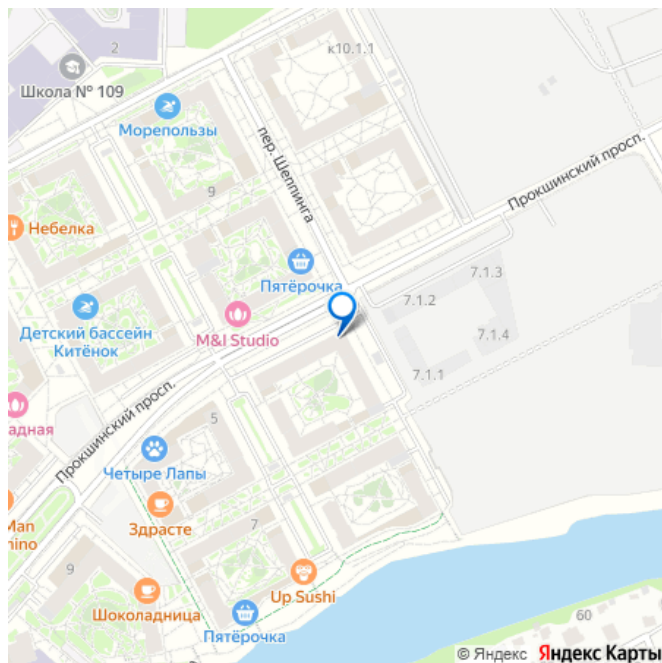 2
к10.1.1
Школа № 109
Морепользы
пер. Шеппинга
Прокшинский просп.
9
Небелка
Пятёрочка
7.1.3
7.1.2
Детский бассейн
Китёнок
M&I Studio
7.1.4
7.1.1
адная
Прокшинский просп.
5
Четыре Лапы
Man
nino
Здрасте
7
9
Up Sushi
Шоколадница
60
Пятёрочка
© Яндекс Яндекс Карты